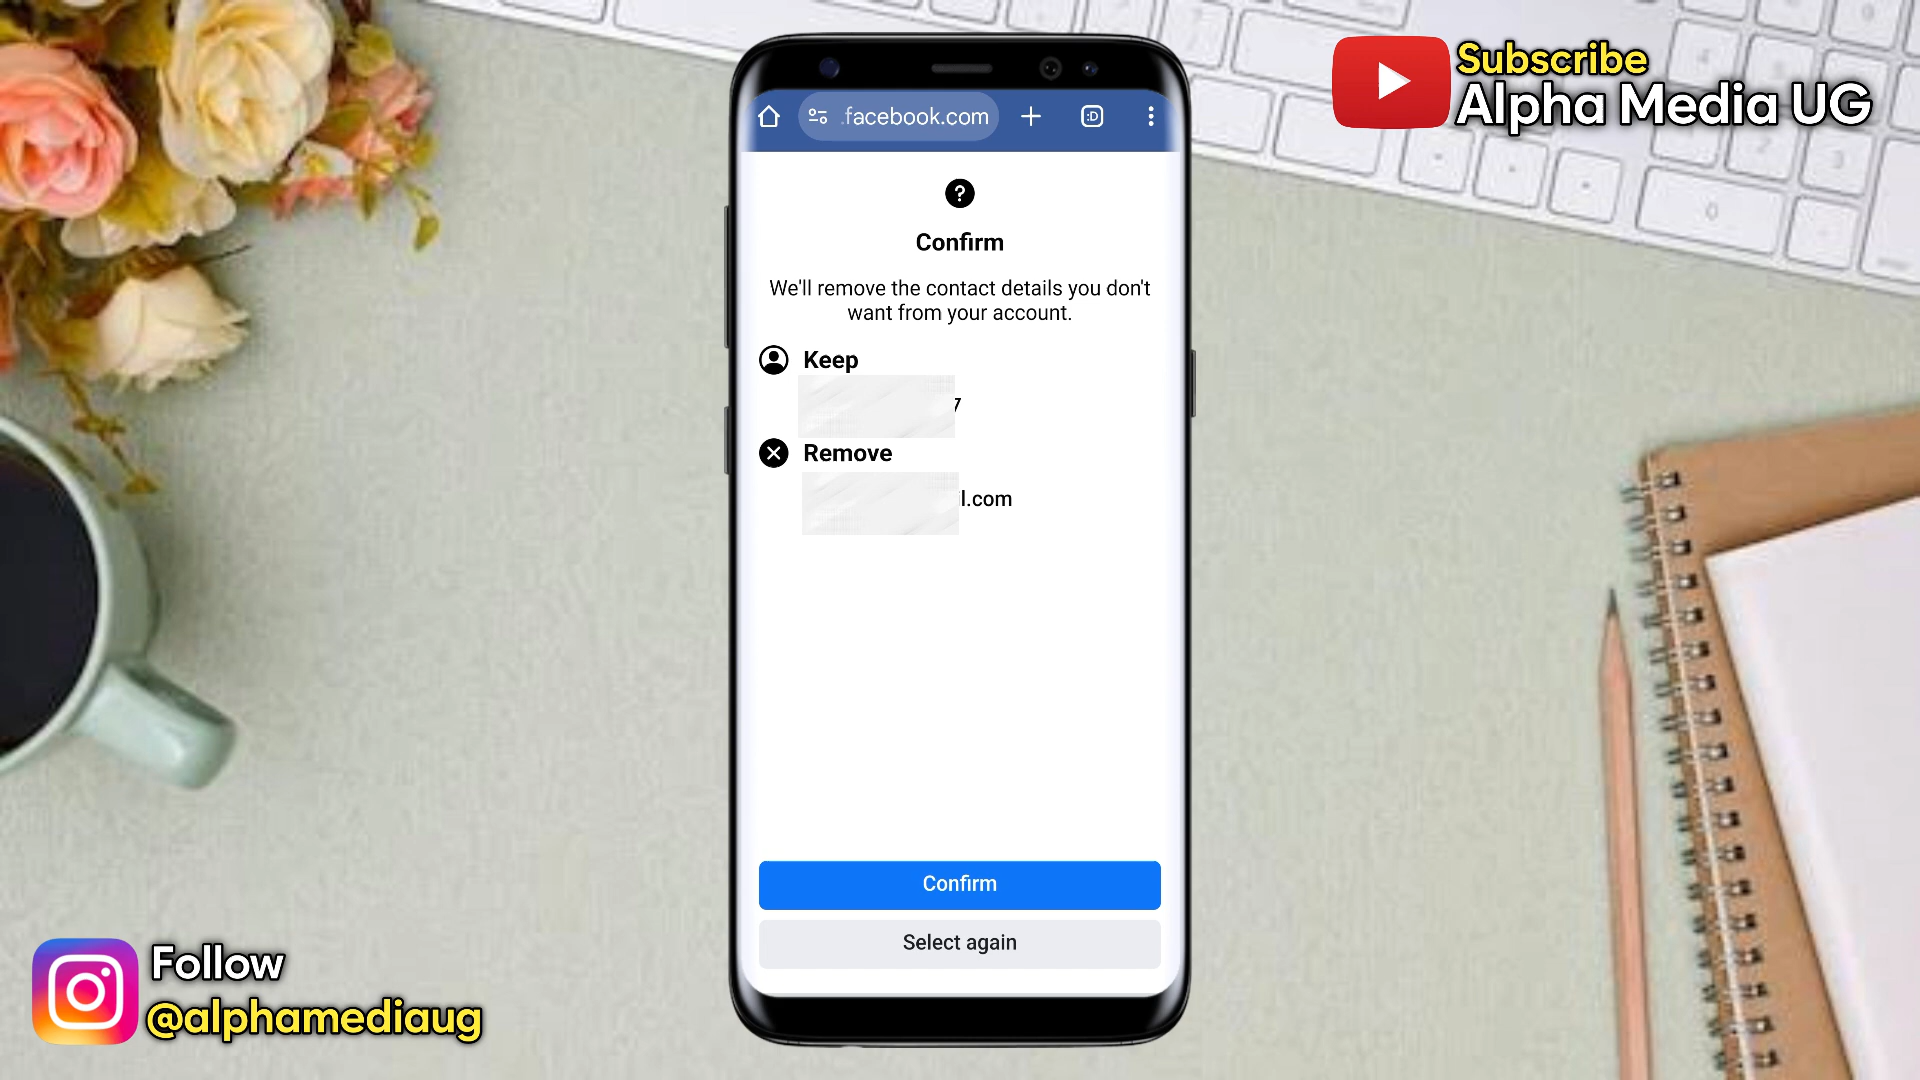 Subscribe
Alpha Media UG
.facebook.com
:D
?
Confirm
We'll remove the contact details you don't
want from your account.
Keep
7
Remove
l.com
Confirm
Select again
Follow
@alphamediaug